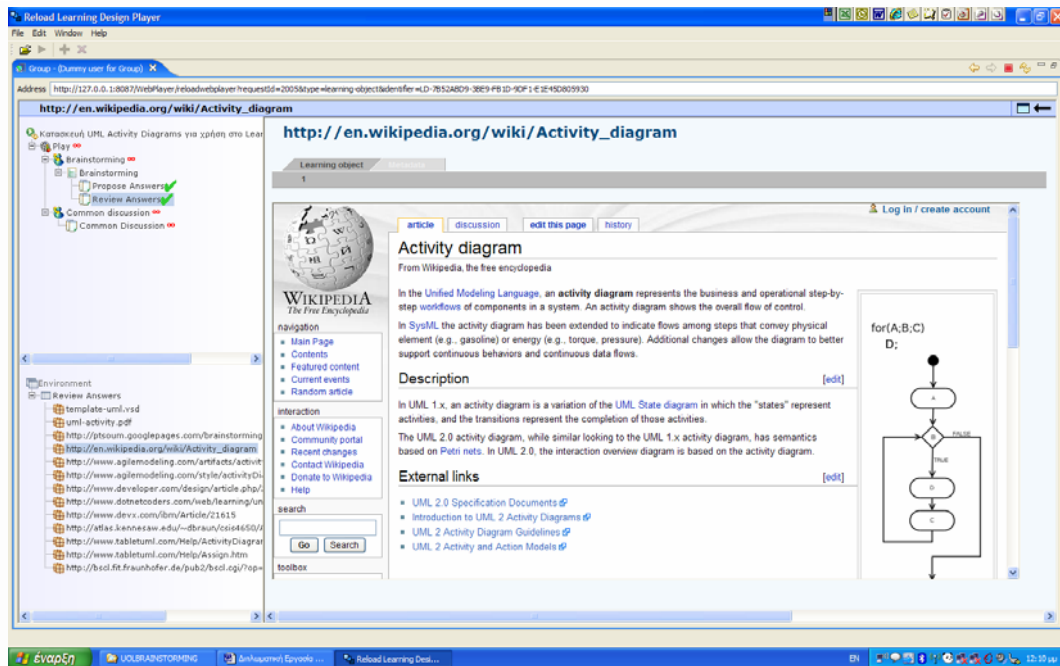 Reload Learning Design Player
File Edit Window Help
Group - (Dummy user for Group)
Address http://127.0.0.1:8087/WebPlayer/reloadwebplayer?requestId=2005&type=learning-object&identifier=LD-7B52ABD9-3BE9-FB1D-9DF1-E1E45D805930
http://en.wikipedia.org/wiki/Activity_diagram
Κατασκευή UML Activity Diagrams για χρήση στο Lear
Play
Brainstorming
Brainstorming
Propose Answers
Review Answers
Common discussion
Common Discussion
Environment
Review Answers
template-uml.vsd
uml-activity.pdf
http://ptsoum.googlepages.com/brainstorming
http://en.wikipedia.org/wiki/Activity_diagram
http://www.agilemodeling.com/artifacts/activit
http://www.agilemodeling.com/style/activityDi
http://www.developer.com/design/article.php/
http://www.dotnetcoders.com/web/learning/un
http://www.devx.com/ibm/Article/21615
http://atlas.kennesaw.edu/~dbraun/csis4650/
http://www.tabletuml.com/Help/ActivityDiagram
http://www.tabletuml.com/Help/Assign.htm
http://bscl.fit.fraunhofer.de/pub2/bscl.cgi/?op=
http://en.wikipedia.org/wiki/Activity_diagram
Learning object
1
WIKIPEDIA
The Free Encyclopedia
navigation
Main Page
Contents
Featured content
Current events
Random article
interaction
About Wikipedia
Community portal
Recent changes
Contact Wikipedia
Donate to Wikipedia
Help
search
Go Search
toolbox
Log in / create account
article discussion edit this page history
Activity diagram
From Wikipedia, the free encyclopedia
In the Unified Modeling Language, an activity diagram represents the business and operational step-by-
step workflows of components in a system. An activity diagram shows the overall flow of control.
In SysML the activity diagram has been extended to indicate flows among steps that convey physical
element (e.g., gasoline) or energy (e.g., torque, pressure). Additional changes allow the diagram to better
support continuous behaviors and continuous data flows.
Description [edit]
In UML 1.x, an activity diagram is a variation of the UML State diagram in which the "states" represent
activities, and the transitions represent the completion of those activities.
The UML 2.0 activity diagram, while similar looking to the UML 1.x activity diagram, has semantics
based on Petri nets. In UML 2.0, the interaction overview diagram is based on the activity diagram.
External links [edit]
UML 2.0 Specification Documents
Introduction to UML 2 Activity Diagrams
UML 2 Activity Diagram Guidelines
UML 2 Activity and Action Models
for(A;B;C)
D;
A
B
FALSE
TRUE
D
C
έναρξη
UOLBRAINSTORMING
Διπλωματική Εργασία ...
Reload Learning Desi...
EN
12:10 μμ